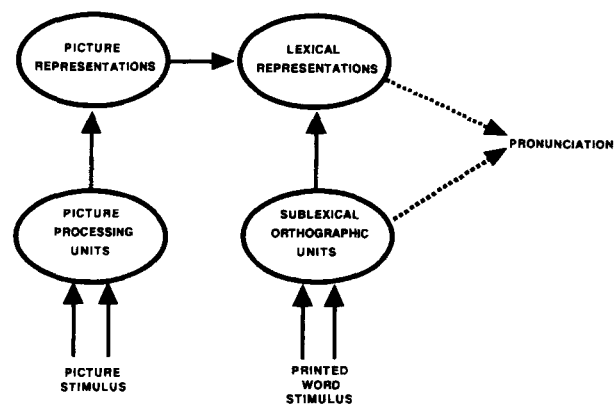 PICTURE
REPRESENTATIONS
LEXICAL
REPRESENTATIONS
PRONUNCIATION
PICTURE
PROCESSING
UNITS
SUBLEXICAL
ORTHOGRAPHIC
UNITS
PICTURE
STIMULUS
PRINTED
WORD
STIMULUS